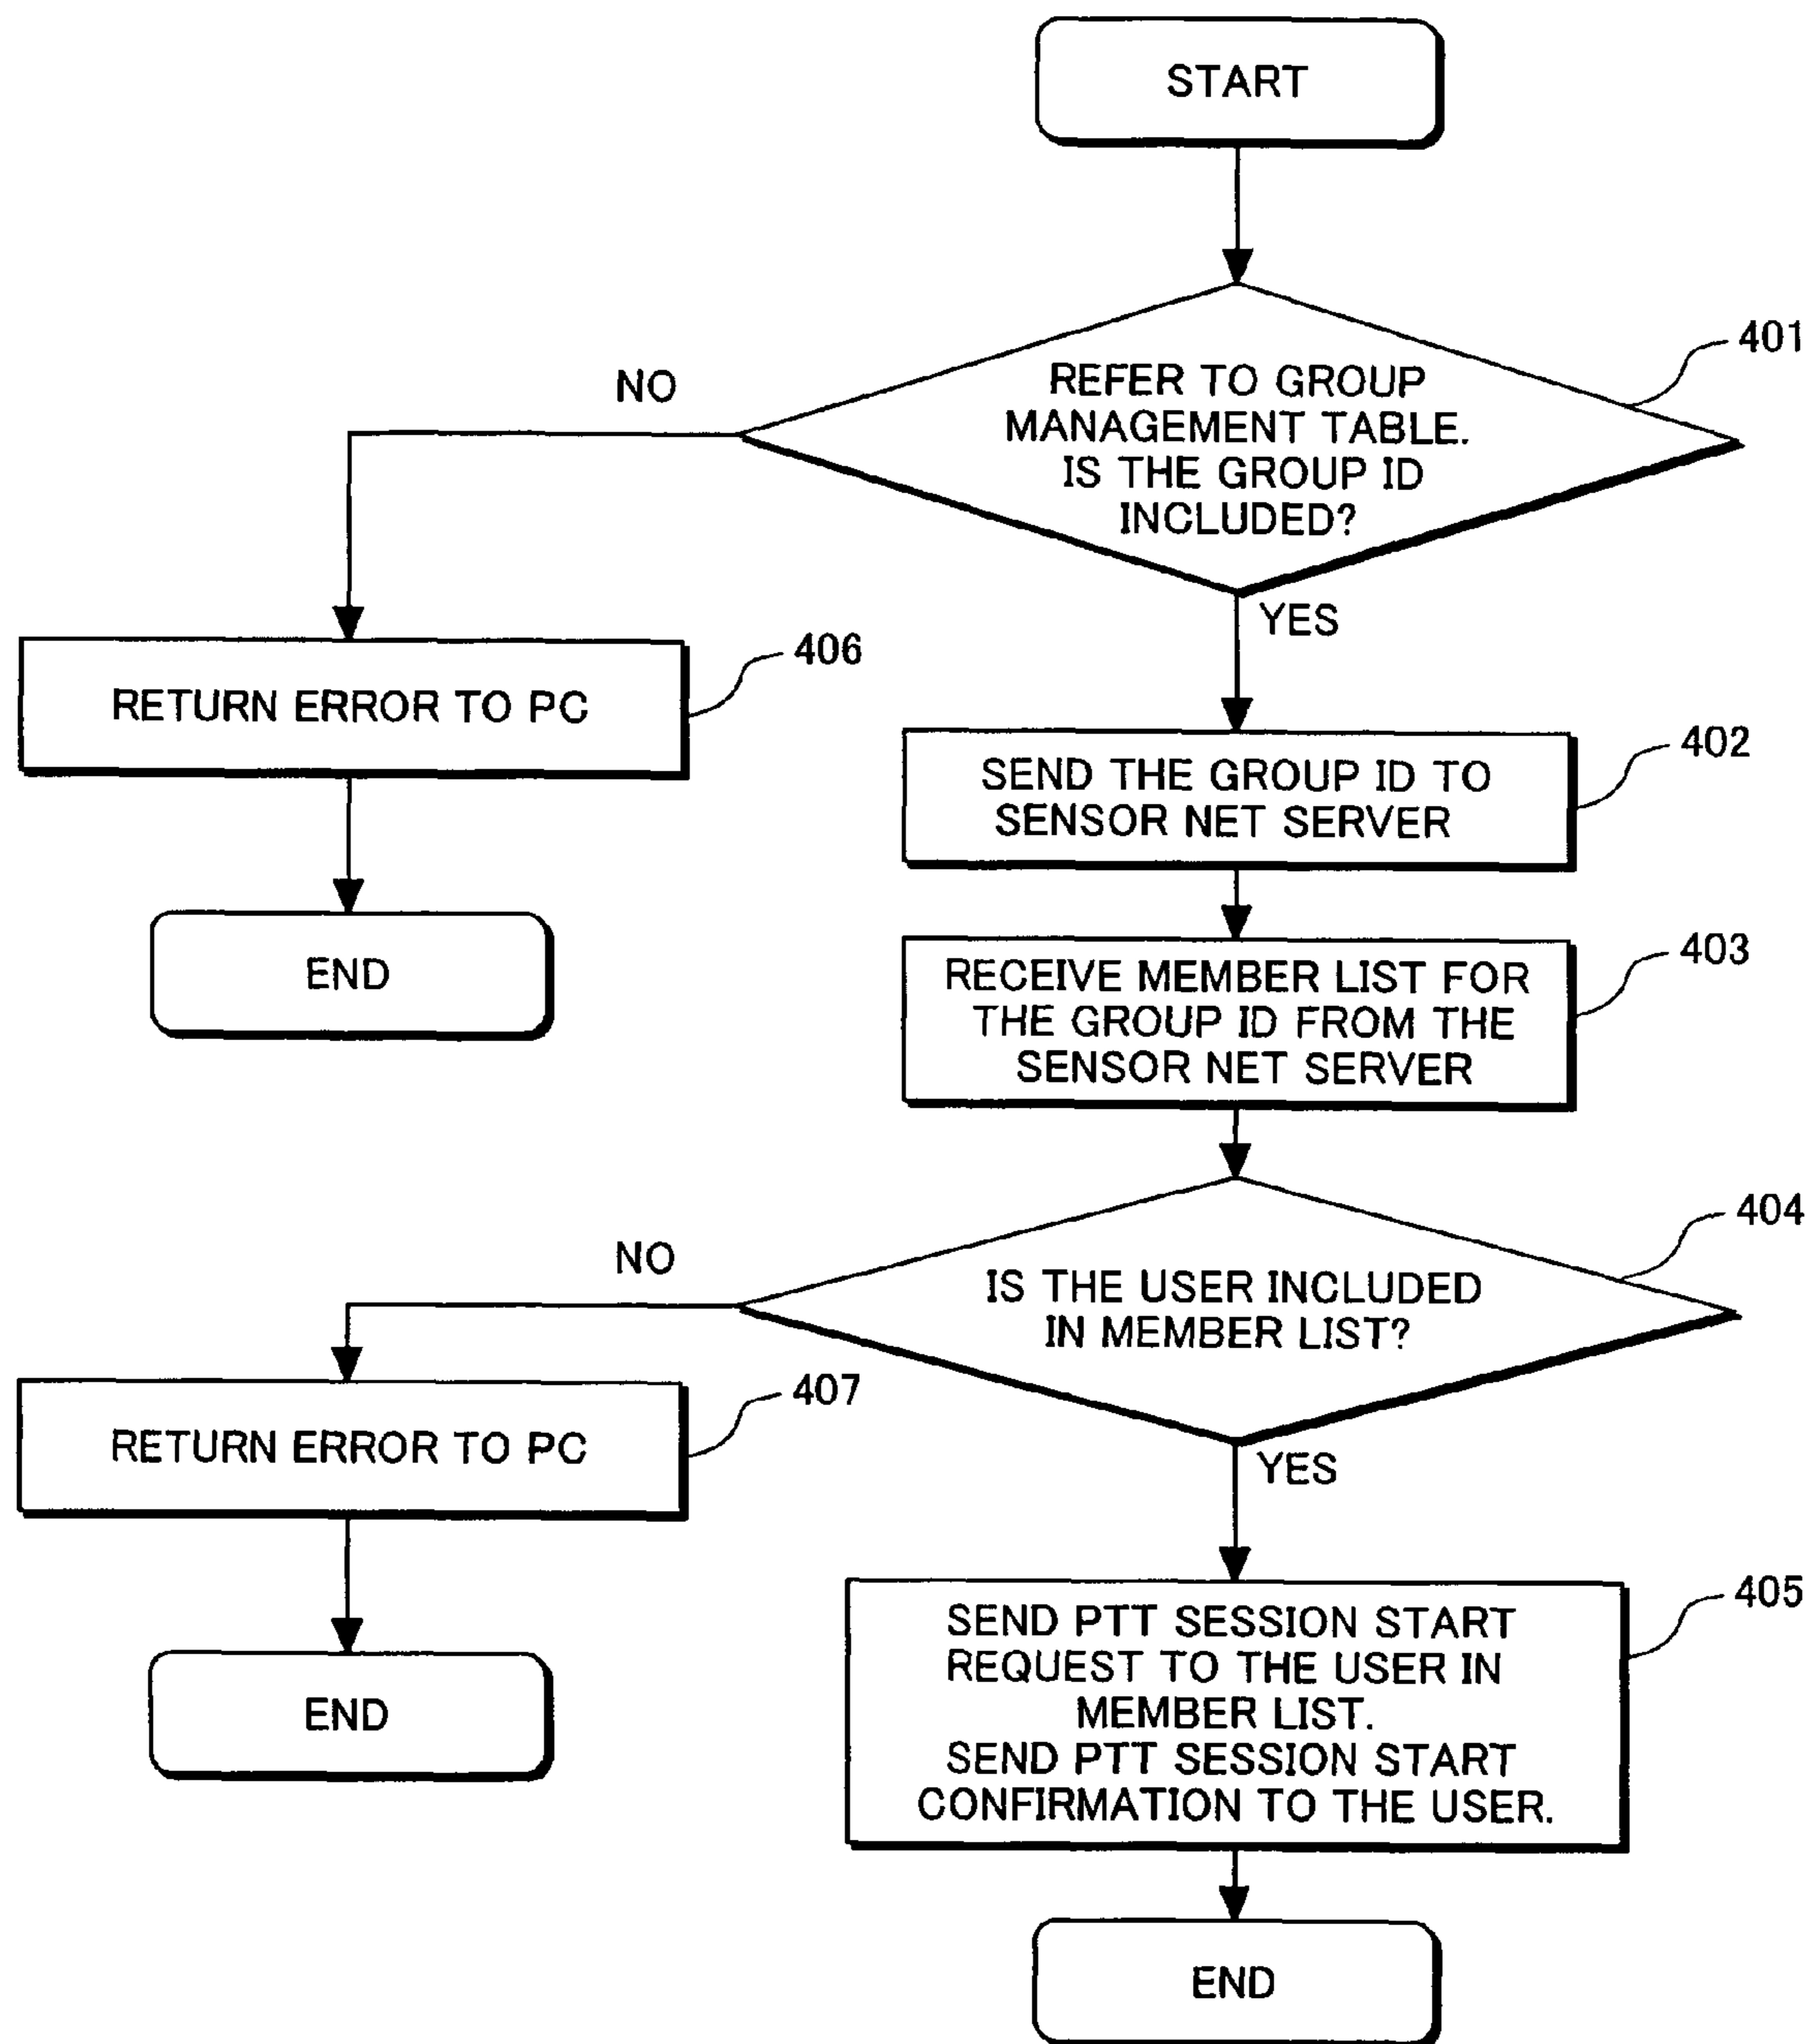 START
REFER TO GROUP
MANAGEMENT TABLE.
IS THE GROUP ID
INCLUDED?
401
NO
YES
RETURN ERROR TO PC
406
END
SEND THE GROUP ID TO
SENSOR NET SERVER
402
RECEIVE MEMBER LIST FOR
THE GROUP ID FROM THE
SENSOR NET SERVER
403
IS THE USER INCLUDED
IN MEMBER LIST?
404
NO
YES
RETURN ERROR TO PC
407
END
SEND PTT SESSION START
REQUEST TO THE USER IN
MEMBER LIST.
SEND PTT SESSION START
CONFIRMATION TO THE USER.
405
END